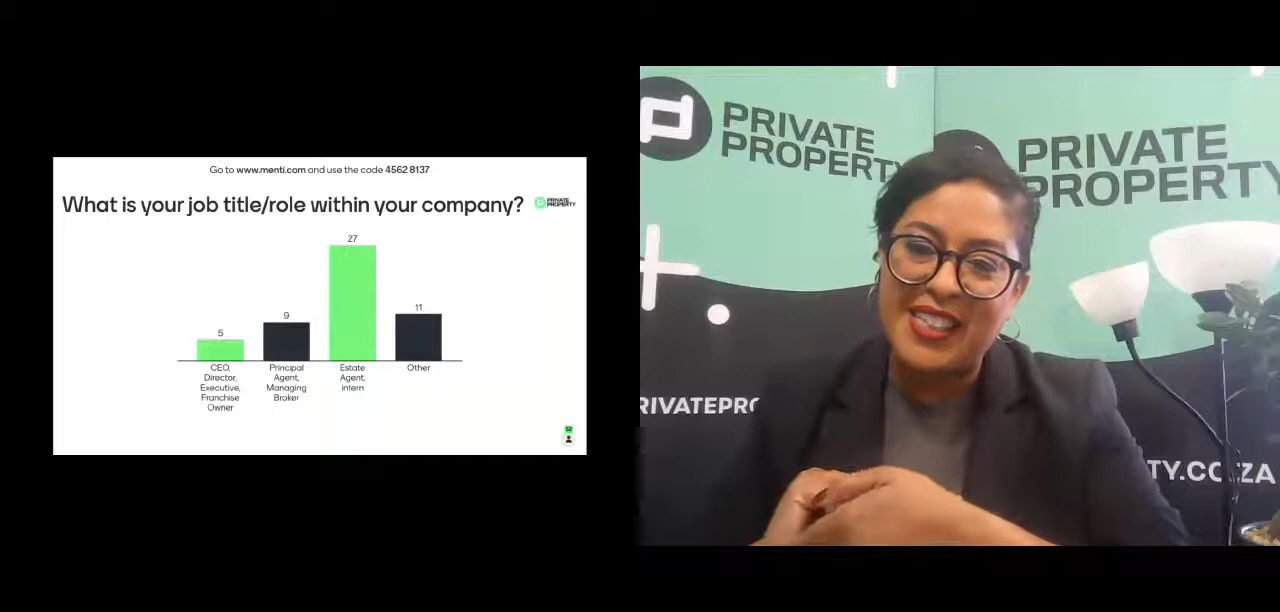 Go to www.menti.com and use the code 4562 8137
What is your job title/role within your company?
PRIVATE
PROPERTY
27
11
9
5
CEO,
Director,
Executive,
Franchise
Owner
Principal
Agent,
Managing
Broker
Estate
Agent,
intern
Other
PRIVATE
PROPERTY
PRIVATE
PROPERTY
RIVATEPRO
TY.CO.ZA